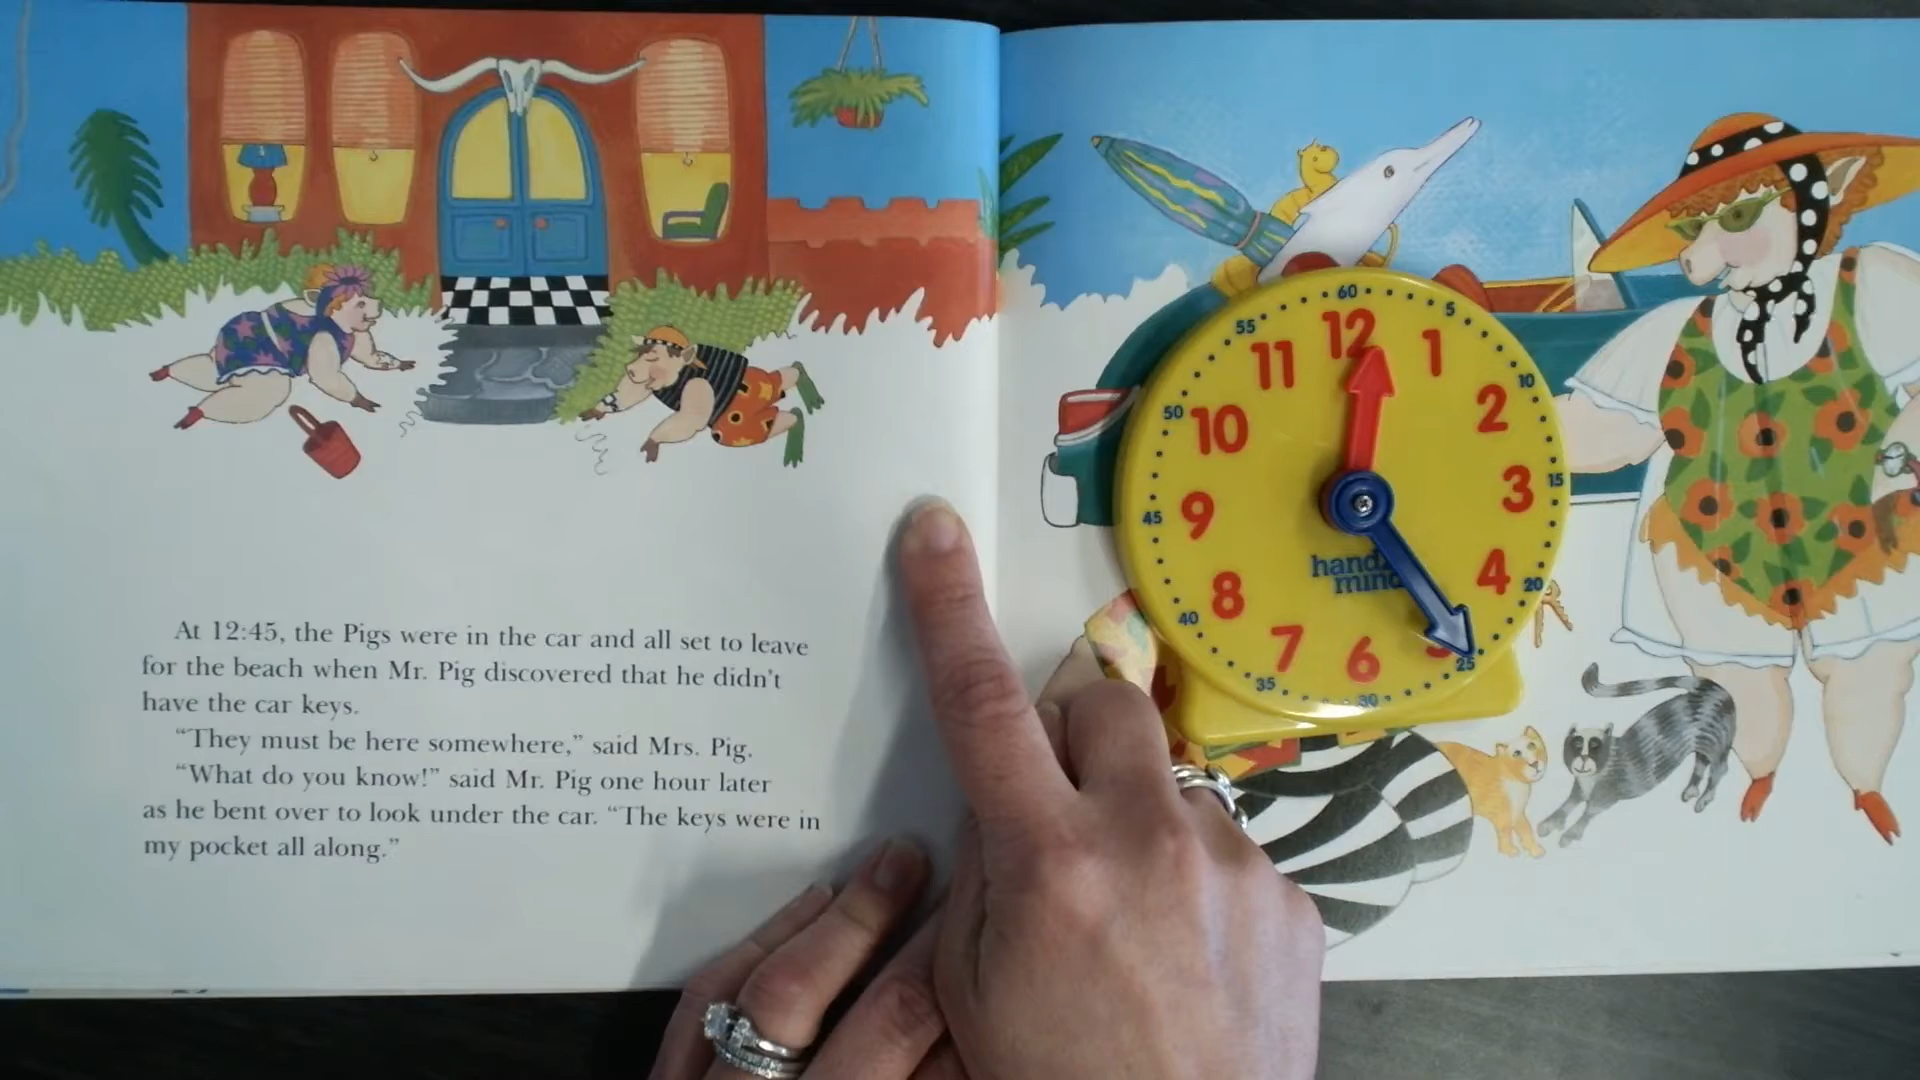 At 12:45, the Pigs were in the car and all set to leave
for the beach when Mr. Pig discovered that he didn't
have the car keys.
"They must be here somewhere," said Mrs. Pig.
"What do you know!" said Mr. Pig one hour later
as he bent over to look under the car. "The keys were in
my pocket all along."
60
5
10
15
20
25
30
35
40
45
50
55
12
1
2
3
4
5
6
7
8
9
10
11
hand
mind